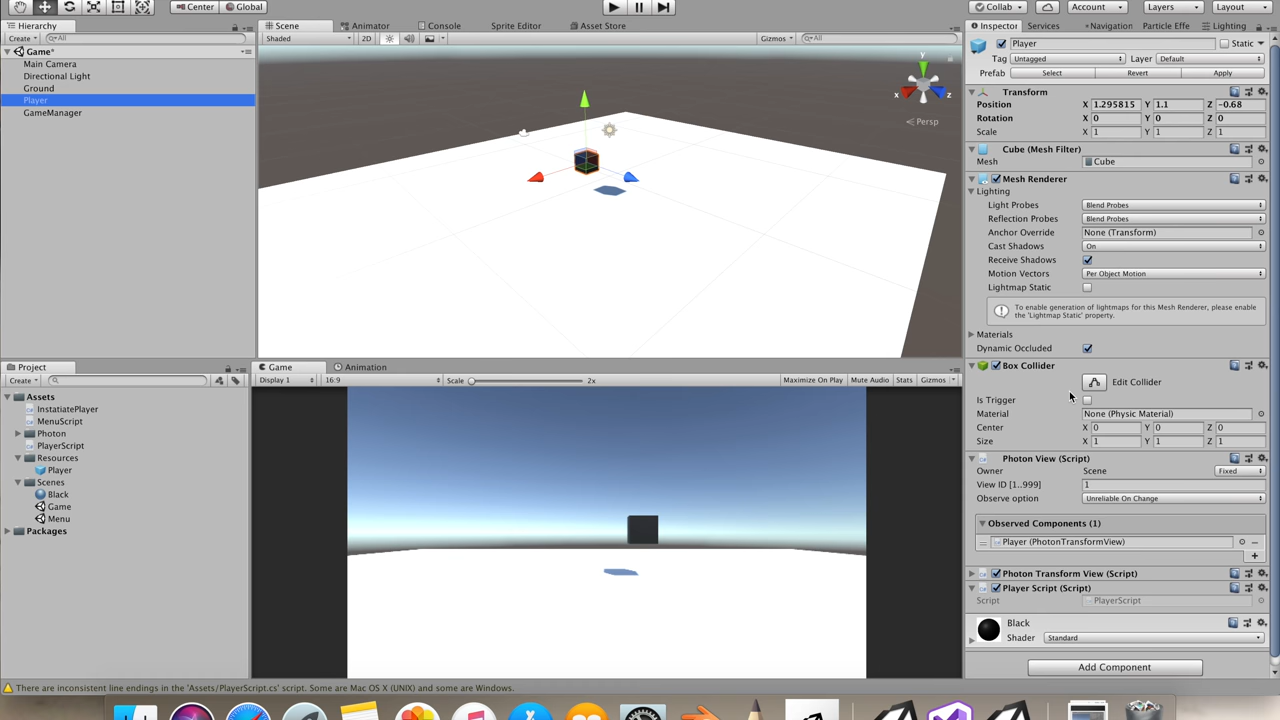 Center
Global
Collab
Account
Layers
Layout
Hierarchy
Create
All
Game*
Main Camera
Directional Light
Ground
Player
GameManager
Scene
Animator
Console
Sprite Editor
Asset Store
Shaded
2D
Gizmos
All
y
x
z
Persp
Project
Create
Assets
InstatiatePlayer
MenuScript
Photon
PlayerScript
Resources
Player
Scenes
Black
Game
Menu
Packages
Game
Animation
Display 1
16:9
Scale
2x
Maximize On Play
Mute Audio
Stats
Gizmos
Inspector
Services
Navigation
Particle Effe
Lighting
Player
Static
Tag Untagged
Layer Default
Prefab
Select
Revert
Apply
Transform
Position X 1.295815 Y 1.1 Z -0.68
Rotation X 0 Y 0 Z 0
Scale X 1 Y 1 Z 1
Cube (Mesh Filter)
Mesh Cube
Mesh Renderer
Lighting
Light Probes Blend Probes
Reflection Probes Blend Probes
Anchor Override None (Transform)
Cast Shadows On
Receive Shadows
Motion Vectors Per Object Motion
Lightmap Static
To enable generation of lightmaps for this Mesh Renderer, please enable
the 'Lightmap Static' property.
Materials
Dynamic Occluded
Box Collider
Edit Collider
Is Trigger
Material None (Physic Material)
Center X 0 Y 0 Z 0
Size X 1 Y 1 Z 1
Photon View (Script)
Owner Scene Fixed
View ID [1..999] 1
Observe option Unreliable On Change
Observed Components (1)
Player (PhotonTransformView)
Photon Transform View (Script)
Player Script (Script)
Script PlayerScript
Black
Shader Standard
Add Component
There are inconsistent line endings in the 'Assets/PlayerScript.cs' script. Some are Mac OS X (UNIX) and some are Windows.